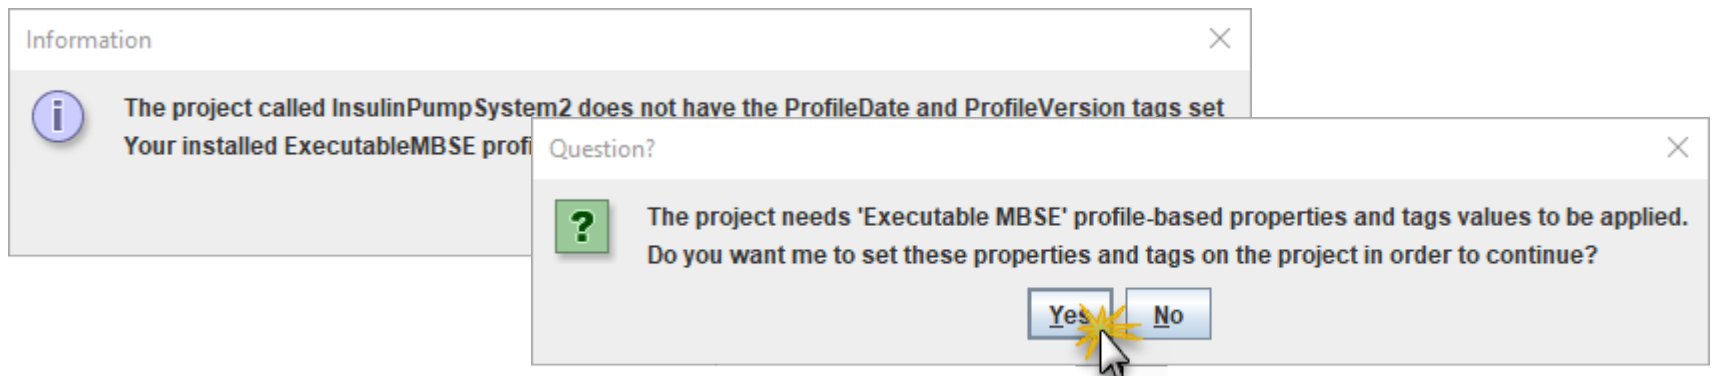 Information
The project called InsulinPumpSystem2 does not have the ProfileDate and ProfileVersion tags set
Your installed ExecutableMBSE
Question?
The project needs 'Executable MBSE' profile-based properties and tags values to be applied.
Do you want me to set these properties and tags on the project in order to continue?
Yes No